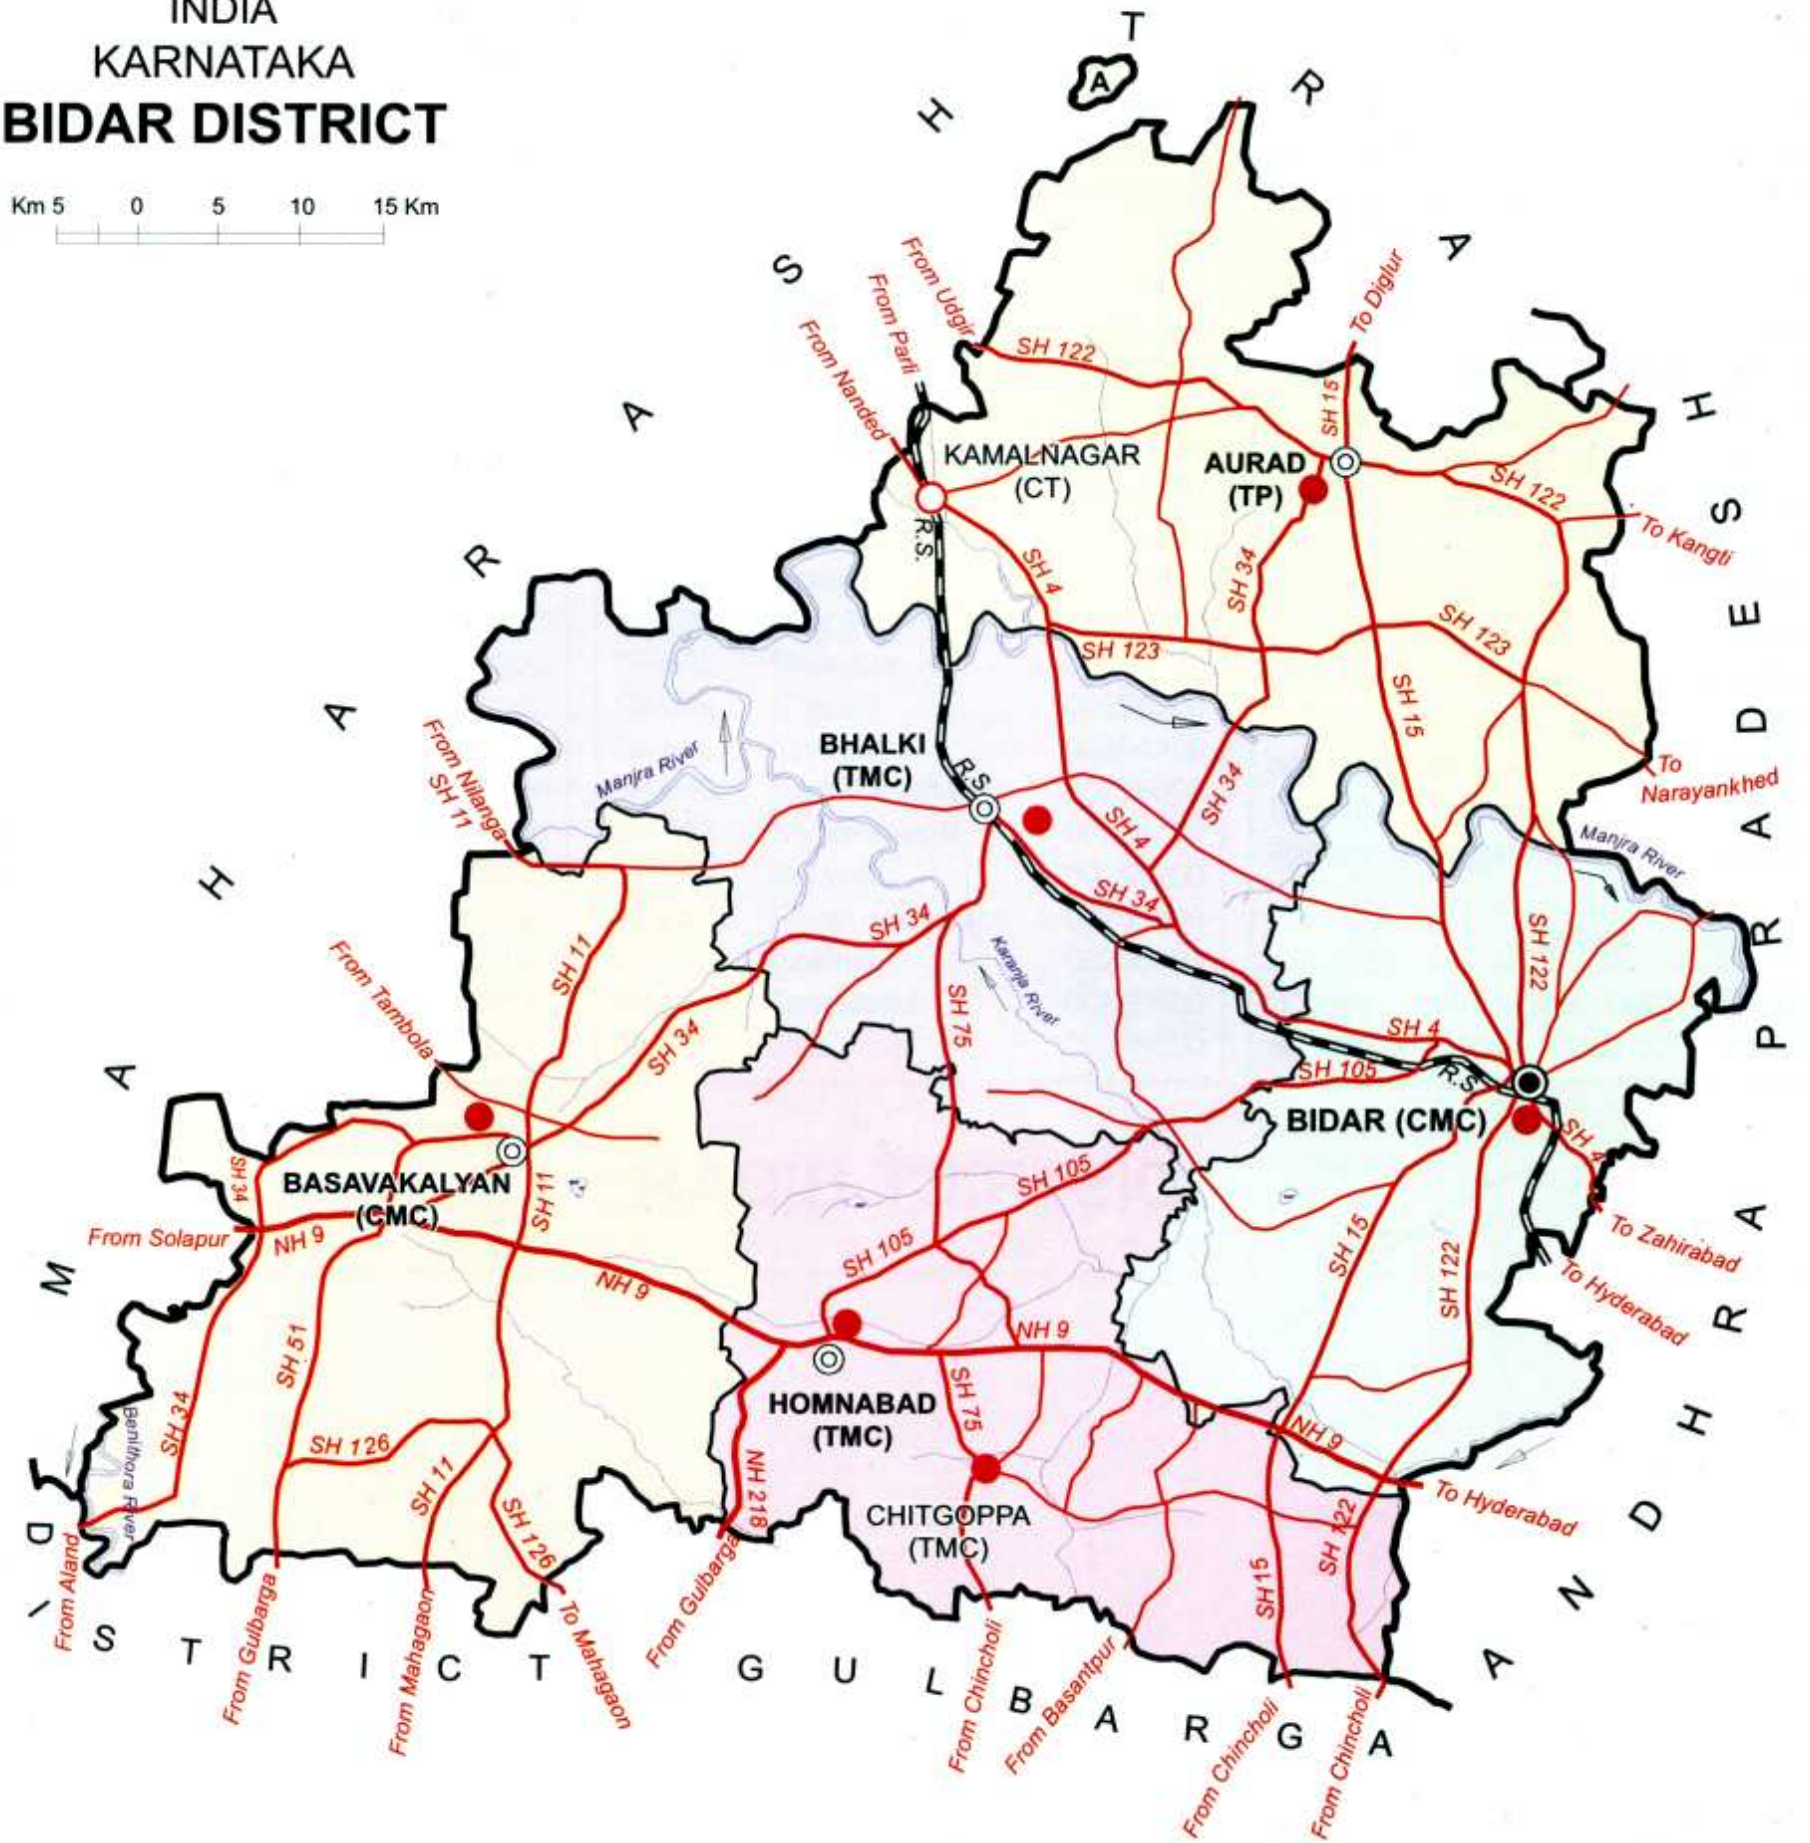 INDIA
KARNATAKA
BIDAR DISTRICT
Km 5 0 5 10 15 Km
MAHARASHTRA
A
ANDHRA PRADESH
DISTRICT GULBARGA
From Udgir
From Parli
From Nanded
To Diglur
SH 122
SH 15
KAMALNAGAR
(CT)
AURAD
(TP)
SH 122
To Kangti
R.S.
SH 4
SH 34
SH 123
SH 123
SH 15
To
Narayankhed
From Nilanga
SH 11
Manjra River
BHALKI
(TMC)
R.S
SH 34
SH 4
Manjra River
SH 34
SH 34
SH 122
SH 11
From Tambola
SH 34
SH 75
Karanja River
SH 4
SH 105
R.S
BIDAR (CMC)
SH 4
To Zahirabad
To Hyderabad
SH 34
BASAVAKALYAN
(CMC)
SH 11
From Solapur
NH 9
NH 9
SH 105
SH 105
SH 15
SH 122
SH 51
NH 9
SH 34
SH 126
SH 11
SH 126
HOMNABAD
(TMC)
SH 75
NH 218
NH 9
To Hyderabad
Benithora River
CHITGOPPA
(TMC)
SH 15
SH 122
From Aland
From Gulbarga
From Mahagaon
To Mahagaon
From Gulbarga
From Chincholi
From Basantpur
From Chincholi
From Chincholi